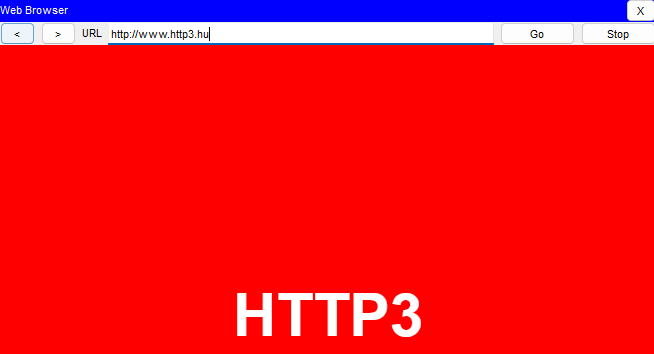 Web Browser X
< > URL http://www.http3.hu Go Stop
HTTP3